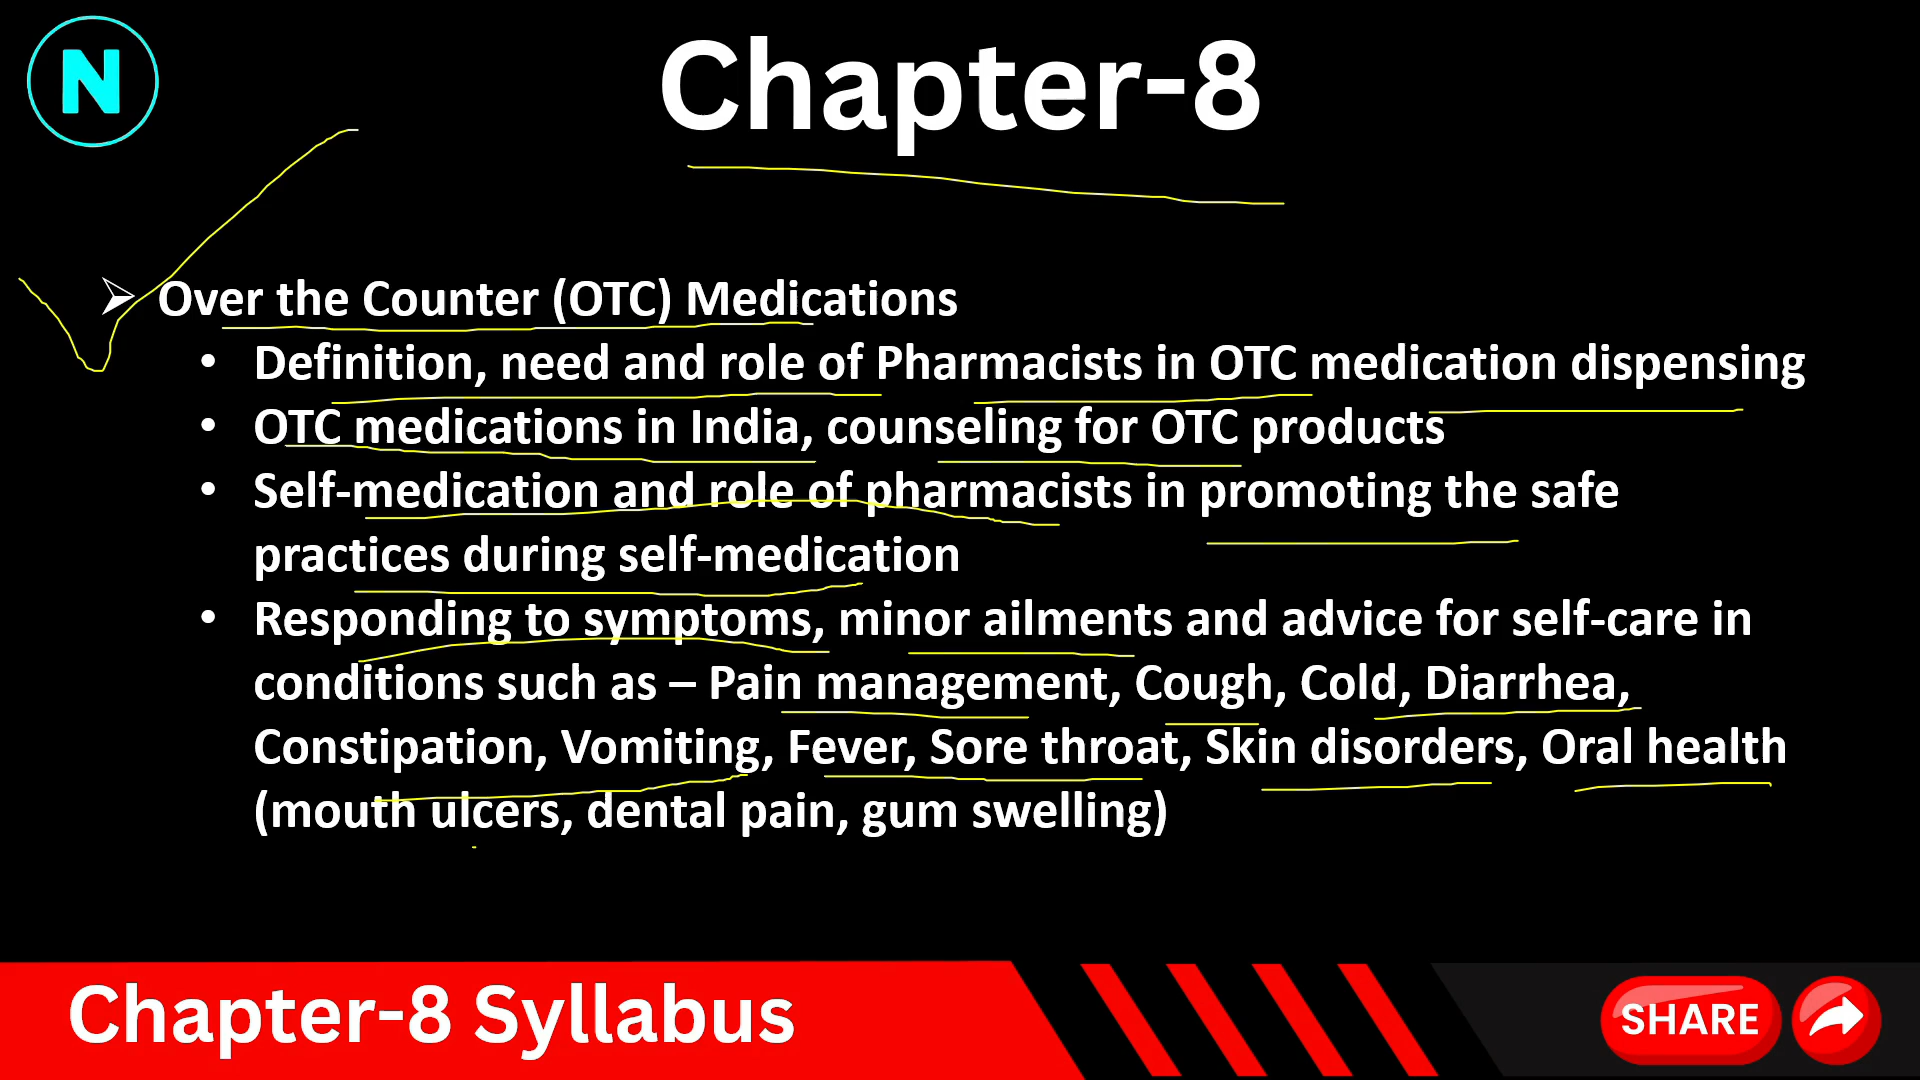 N
Chapter-8
Over the Counter (OTC) Medications
• Definition, need and role of Pharmacists in OTC medication dispensing
• OTC medications in India, counseling for OTC products
• Self-medication and role of pharmacists in promoting the safe
practices during self-medication
• Responding to symptoms, minor ailments and advice for self-care in
conditions such as – Pain management, Cough, Cold, Diarrhea,
Constipation, Vomiting, Fever, Sore throat, Skin disorders, Oral health
(mouth ulcers, dental pain, gum swelling)
Chapter-8 Syllabus
SHARE